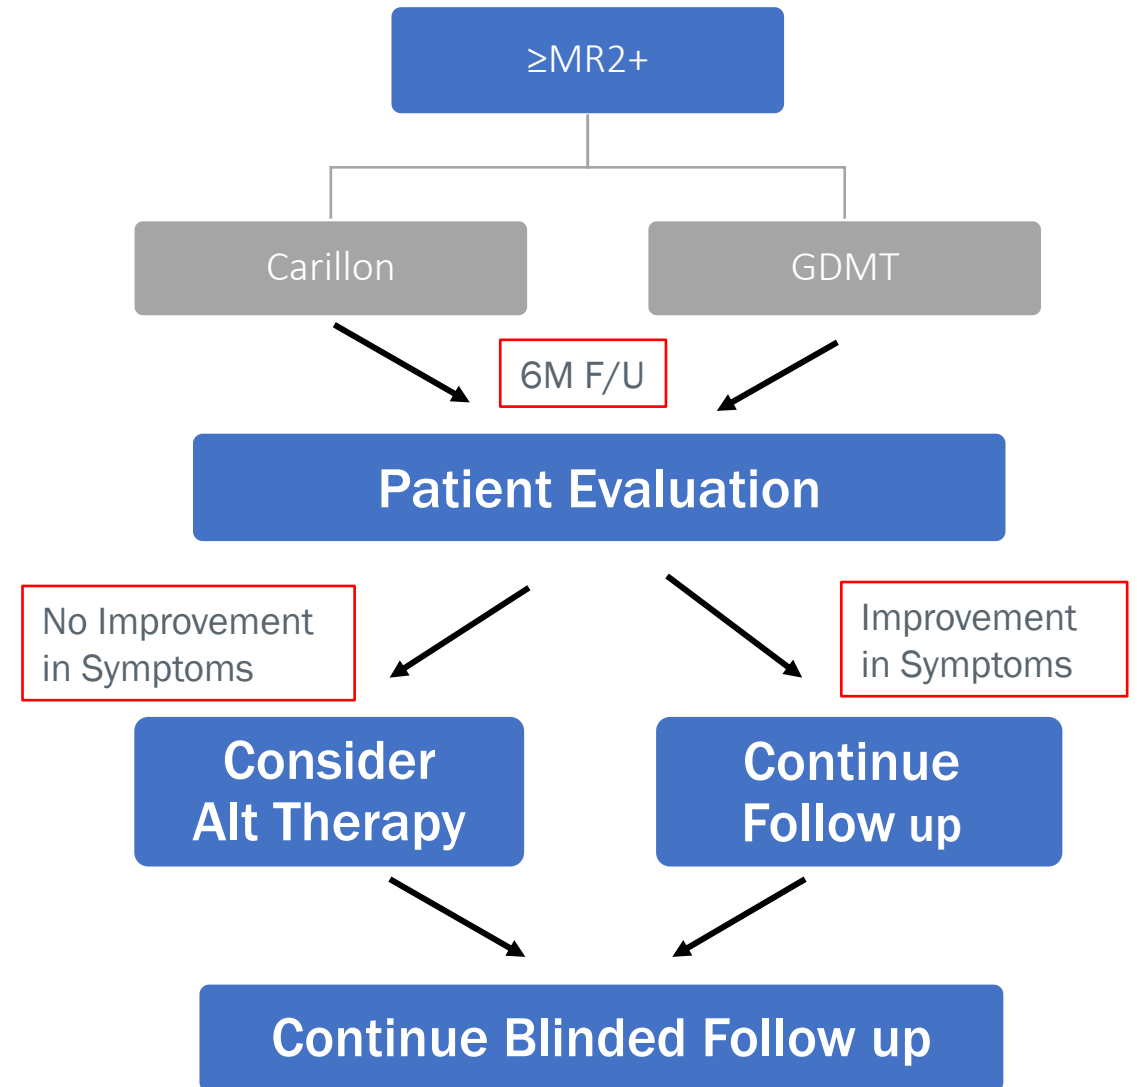 ≥MR2+
Carillon
GDMT
6M F/U
Patient Evaluation
No Improvement
in Symptoms
Improvement
in Symptoms
Consider
Alt Therapy
Continue
Follow up
Continue Blinded Follow up